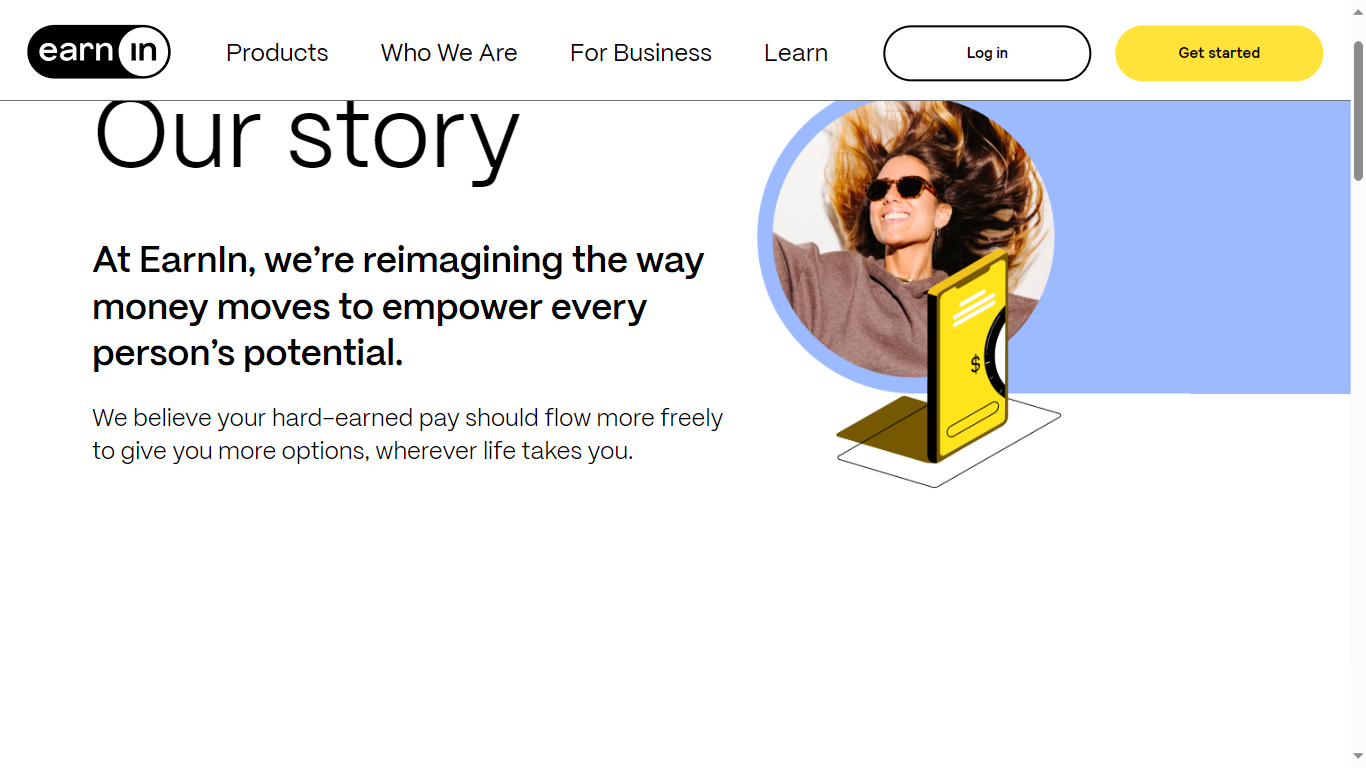 earnin
Products
Who We Are
For Business
Learn
Log in
Get started
Our story
At EarnIn, we’re reimagining the way
money moves to empower every
person’s potential.
We believe your hard-earned pay should flow more freely
to give you more options, wherever life takes you.
$